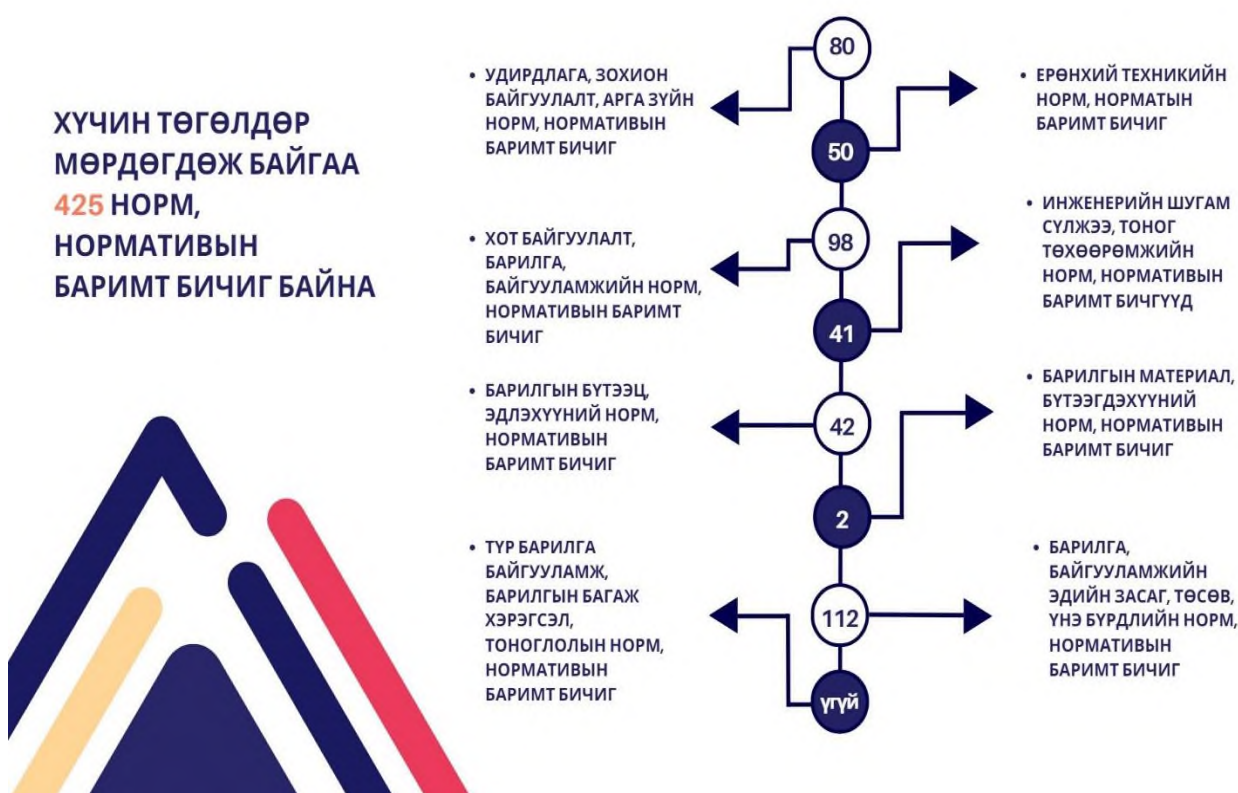 ХҮЧИН ТӨГӨЛДӨР
МӨРДӨГДӨЖ БАЙГАА
425 НОРМ,
НОРМАТИВЫН
БАРИМТ БИЧИГ БАЙНА
80
• УДИРДЛАГА, ЗОХИОН
БАЙГУУЛАЛТ, АРГА ЗҮЙН
НОРМ, НОРМАТИВЫН
БАРИМТ БИЧИГ
50
• ЕРӨНХИЙ ТЕХНИКИЙН
НОРМ, НОРМАТЫН
БАРИМТ БИЧИГ
98
• ХОТ БАЙГУУЛАЛТ,
БАРИЛГА,
БАЙГУУЛАМЖИЙН НОРМ,
НОРМАТИВЫН БАРИМТ
БИЧИГ
41
• ИНЖЕНЕРИЙН ШУГАМ
СҮЛЖЭЭ, ТОНОГ
ТӨХӨӨРӨМЖИЙН
НОРМ, НОРМАТИВЫН
БАРИМТ БИЧГҮҮД
42
• БАРИЛГЫН БҮТЭЭЦ,
ЭДЛЭХҮҮНИЙ НОРМ,
НОРМАТИВЫН
БАРИМТ БИЧИГ
2
• БАРИЛГЫН МАТЕРИАЛ,
БҮТЭЭГДЭХҮҮНИЙ
НОРМ, НОРМАТИВЫН
БАРИМТ БИЧИГ
112
• БАРИЛГА,
БАЙГУУЛАМЖИЙН
ЭДИЙН ЗАСАГ, ТӨСӨВ,
ҮНЭ БҮРДЛИЙН НОРМ,
НОРМАТИВЫН
БАРИМТ БИЧИГ
үгүй
• ТҮР БАРИЛГА
БАЙГУУЛАМЖ,
БАРИЛГЫН БАГАЖ
ХЭРЭГСЭЛ,
ТОНОГЛОЛЫН НОРМ,
НОРМАТИВЫН
БАРИМТ БИЧИГ